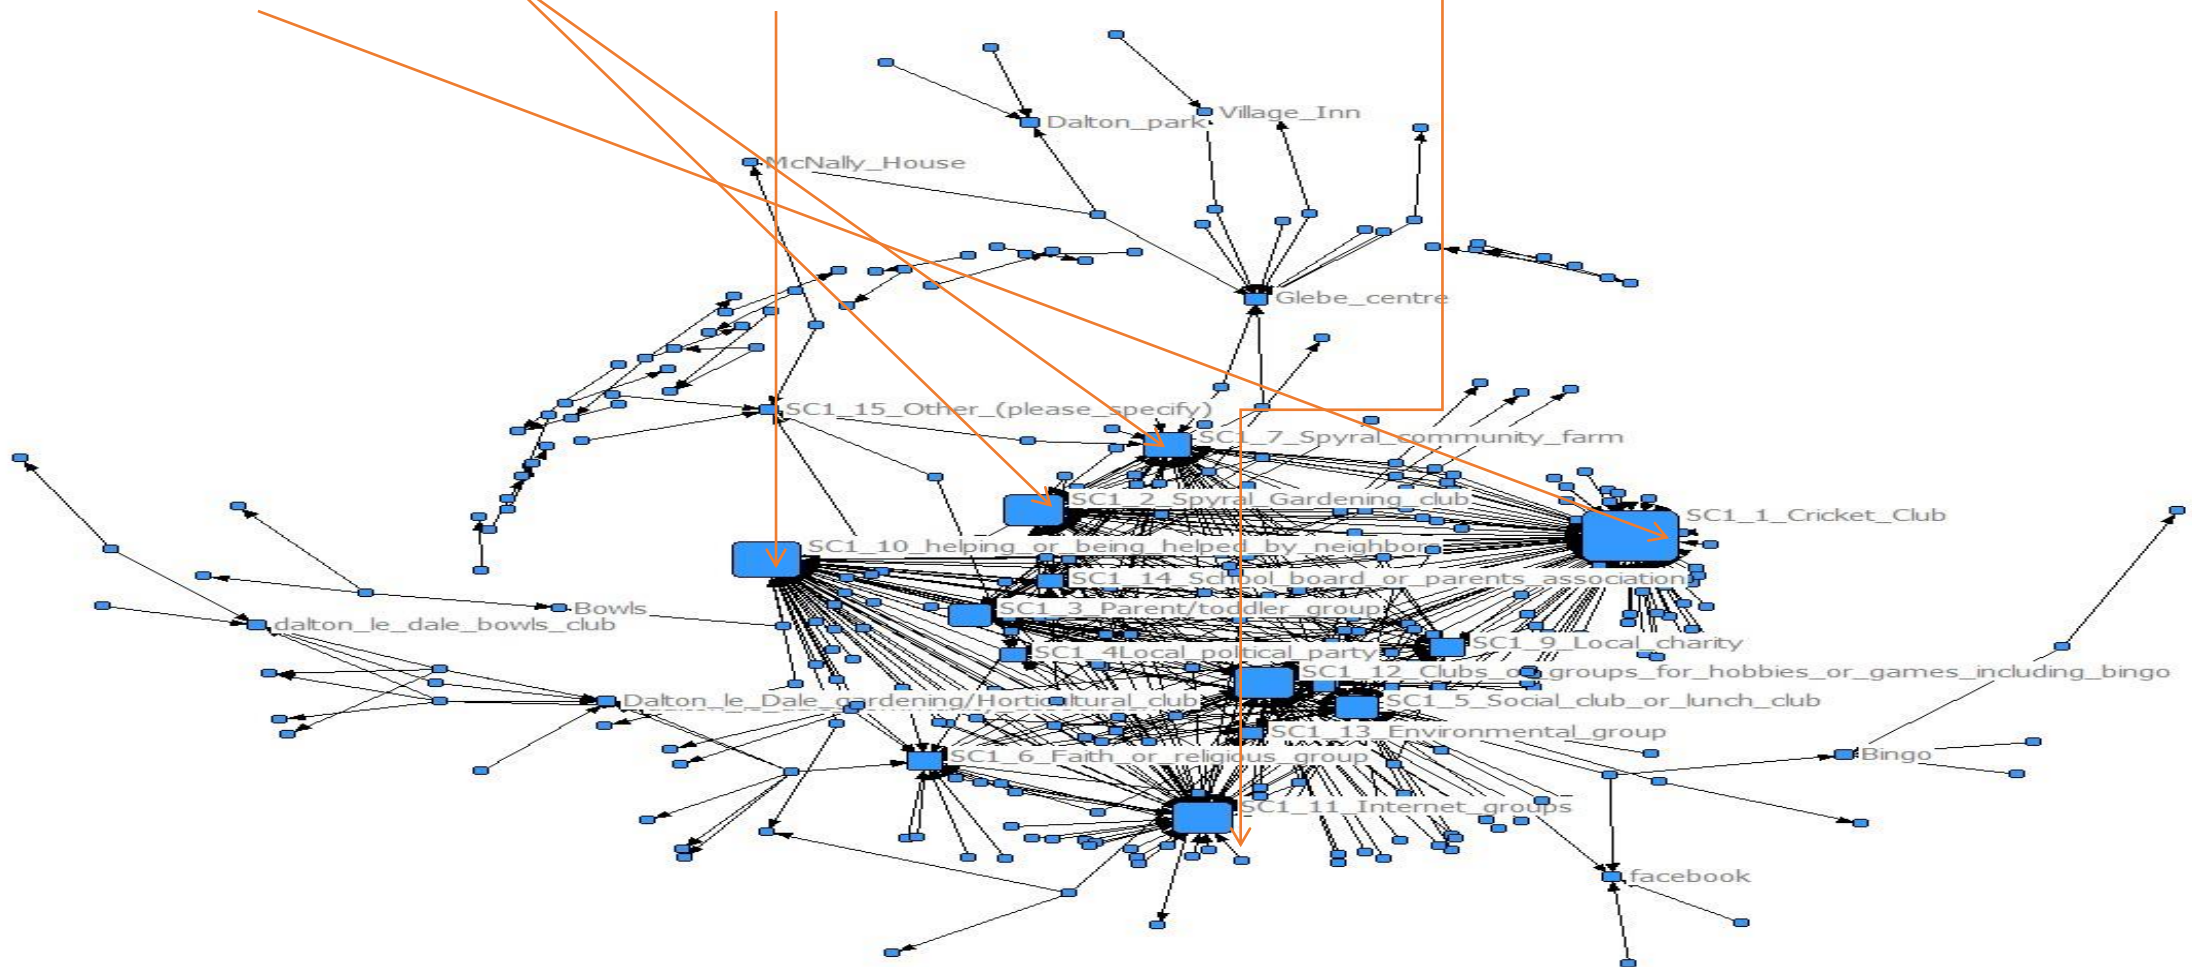 Village_Inn
Dalton_park
McNally_House
Glebe_centre
SC1_15_Other_(please_specify)
SC1_7_Spyral_community_farm
SC1_2_Spyral_Gardening_club
SC1_1_Cricket_Club
SC1_10_helping_or_being_helped_by_neighbors
SC1_14_School_board_or_parents_association
SC1_3_Parent/toddler_group
Bowls
dalton_le_dale_bowls_club
SC1_9_Local_charity
SC1_4Local_political_party
SC1_12_Clubs_or_groups_for_hobbies_or_games_including_bingo
Dalton_le_Dale_gardening/Horticultural_club
SC1_5_Social_club_or_lunch_club
SC1_13_Environmental_group
SC1_6_Faith_or_religious_group
Bingo
SC1_11_Internet_groups
facebook